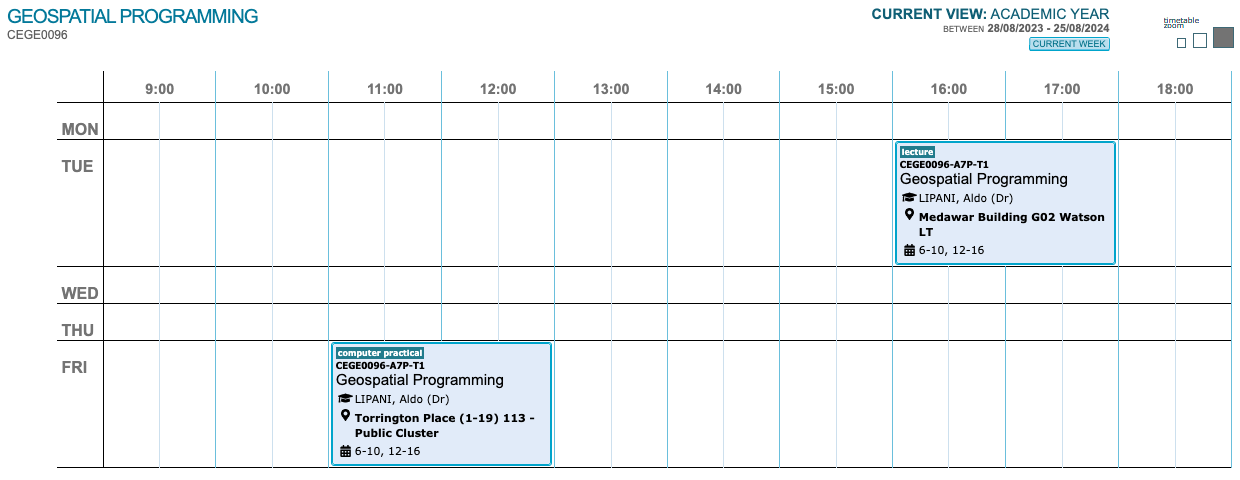 GEOSPATIAL PROGRAMMING
CEGE0096
CURRENT VIEW: ACADEMIC YEAR
BETWEEN 28/08/2023 - 25/08/2024
CURRENT WEEK
timetable
zoom
9:00 10:00 11:00 12:00 13:00 14:00 15:00 16:00 17:00 18:00
MON
TUE
lecture
CEGE0096-A7P-T1
Geospatial Programming
LIPANI, Aldo (Dr)
Medawar Building G02 Watson
LT
6-10, 12-16
WED
THU
FRI
computer practical
CEGE0096-A7P-T1
Geospatial Programming
LIPANI, Aldo (Dr)
Torrington Place (1-19) 113 -
Public Cluster
6-10, 12-16